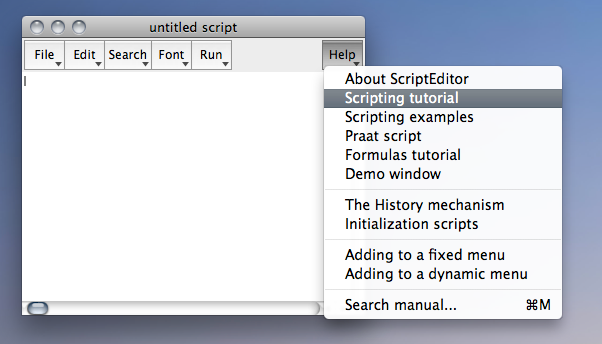 untitled script
File Edit Search Font Run Help
About ScriptEditor
Scripting tutorial
Scripting examples
Praat script
Formulas tutorial
Demo window
The History mechanism
Initialization scripts
Adding to a fixed menu
Adding to a dynamic menu
Search manual... ⌘M